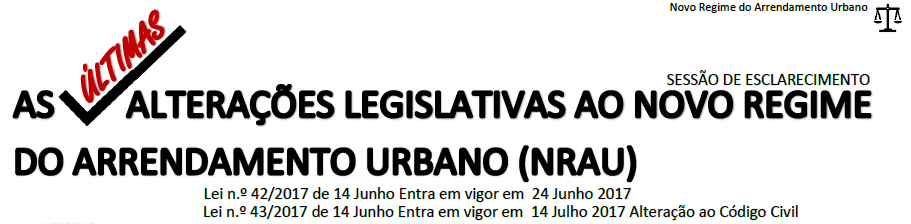 Novo Regime do Arrendamento Urbano
SESSÃO DE ESCLARECIMENTO
AS ÚLTIMAS ALTERAÇÕES LEGISLATIVAS AO NOVO REGIME
DO ARRENDAMENTO URBANO (NRAU)
Lei n.º 42/2017 de 14 Junho Entra em vigor em 24 Junho 2017
Lei n.º 43/2017 de 14 Junho Entra em vigor em 14 Julho 2017 Alteração ao Código Civil